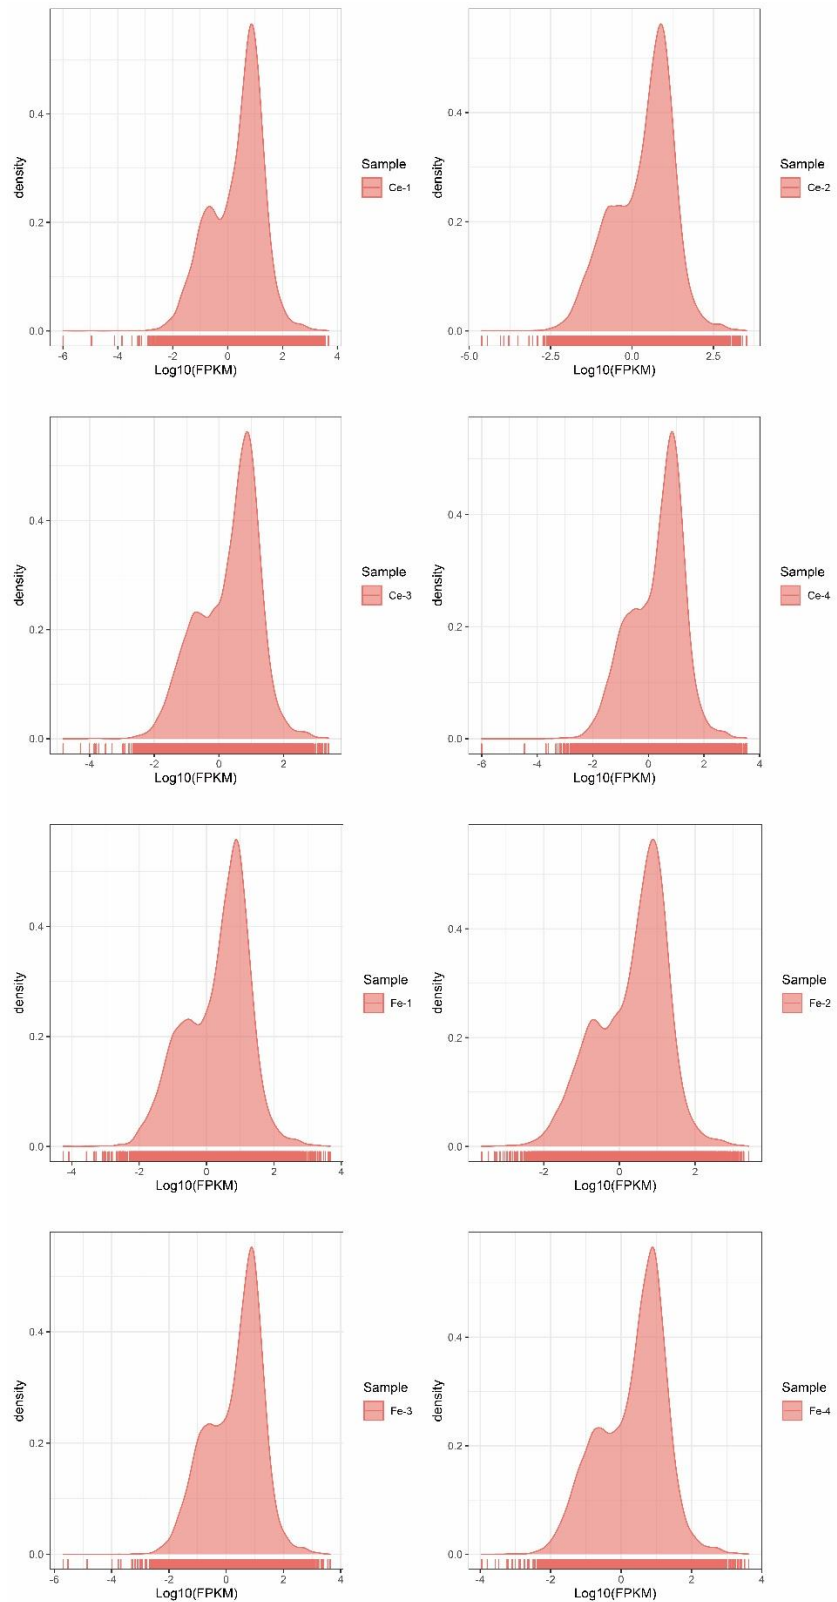 density
0.4
0.2
0.0
-6 -4 -2 0 2 4
Log10(FPKM)
Sample
Ce-1
density
0.4
0.2
0.0
-5.0 -2.5 0.0 2.5
Log10(FPKM)
Sample
Ce-2
density
0.4
0.2
0.0
-4 -2 0 2
Log10(FPKM)
Sample
Ce-3
density
0.4
0.2
0.0
-6 -4 -2 0 2 4
Log10(FPKM)
Sample
Ce-4
density
0.4
0.2
0.0
-4 -2 0 2 4
Log10(FPKM)
Sample
Fe-1
density
0.4
0.2
0.0
-2 0 2
Log10(FPKM)
Sample
Fe-2
density
0.4
0.2
0.0
-6 -4 -2 0 2 4
Log10(FPKM)
Sample
Fe-3
density
0.4
0.2
0.0
-4 -2 0 2 4
Log10(FPKM)
Sample
Fe-4